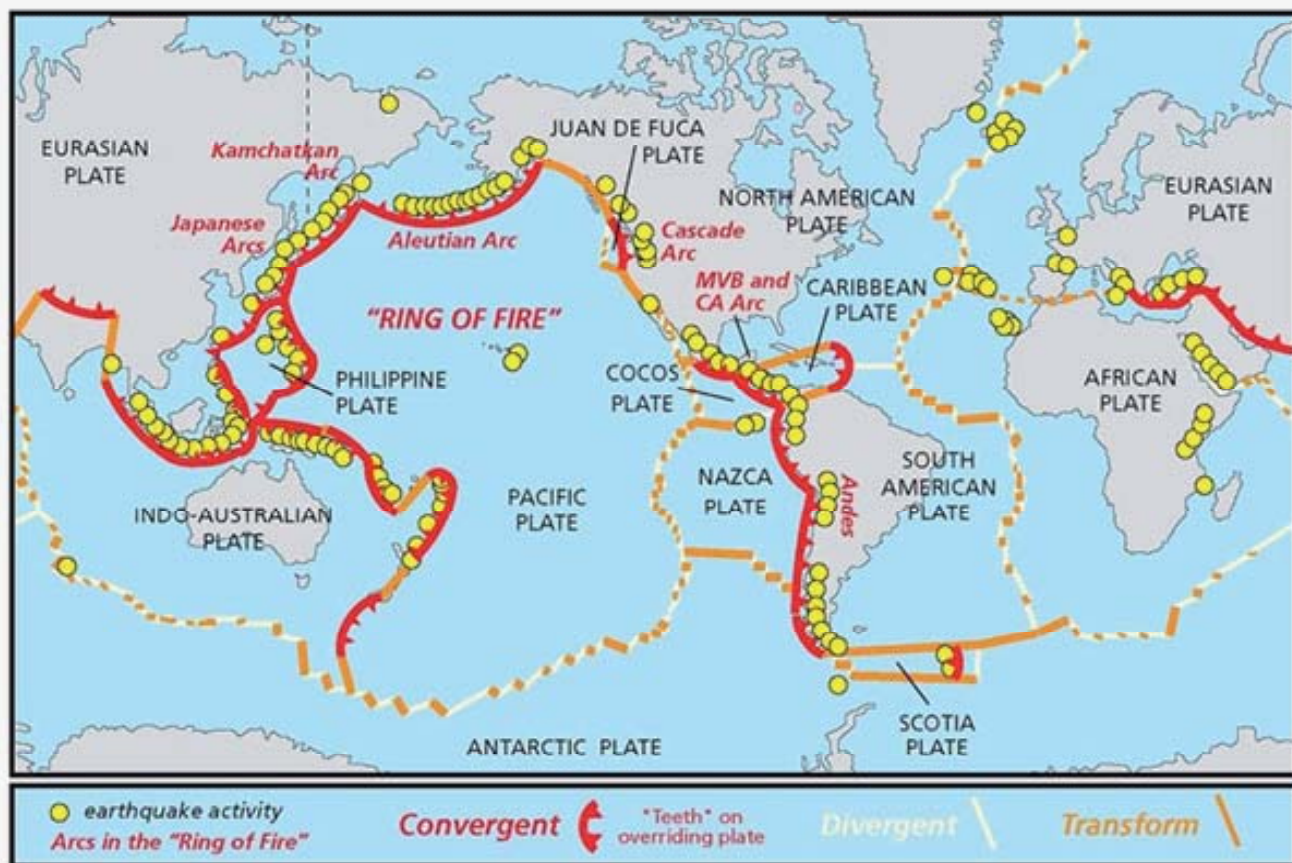 EURASIAN
PLATE
Kamchatkan
Arc
Japanese
Arcs
Aleutian Arc
JUAN DE FUCA
PLATE
NORTH AMERICAN
PLATE
EURASIAN
PLATE
Cascade
Arc
MVB and
CA Arc
CARIBBEAN
PLATE
"RING OF FIRE"
PHILIPPINE
PLATE
COCOS
PLATE
AFRICAN
PLATE
INDO-AUSTRALIAN
PLATE
PACIFIC
PLATE
NAZCA
PLATE
Andes
SOUTH
AMERICAN
PLATE
SCOTIA
PLATE
ANTARCTIC PLATE
earthquake activity
Arcs in the "Ring of Fire"
Convergent
"Teeth" on
overriding plate
Divergent
Transform